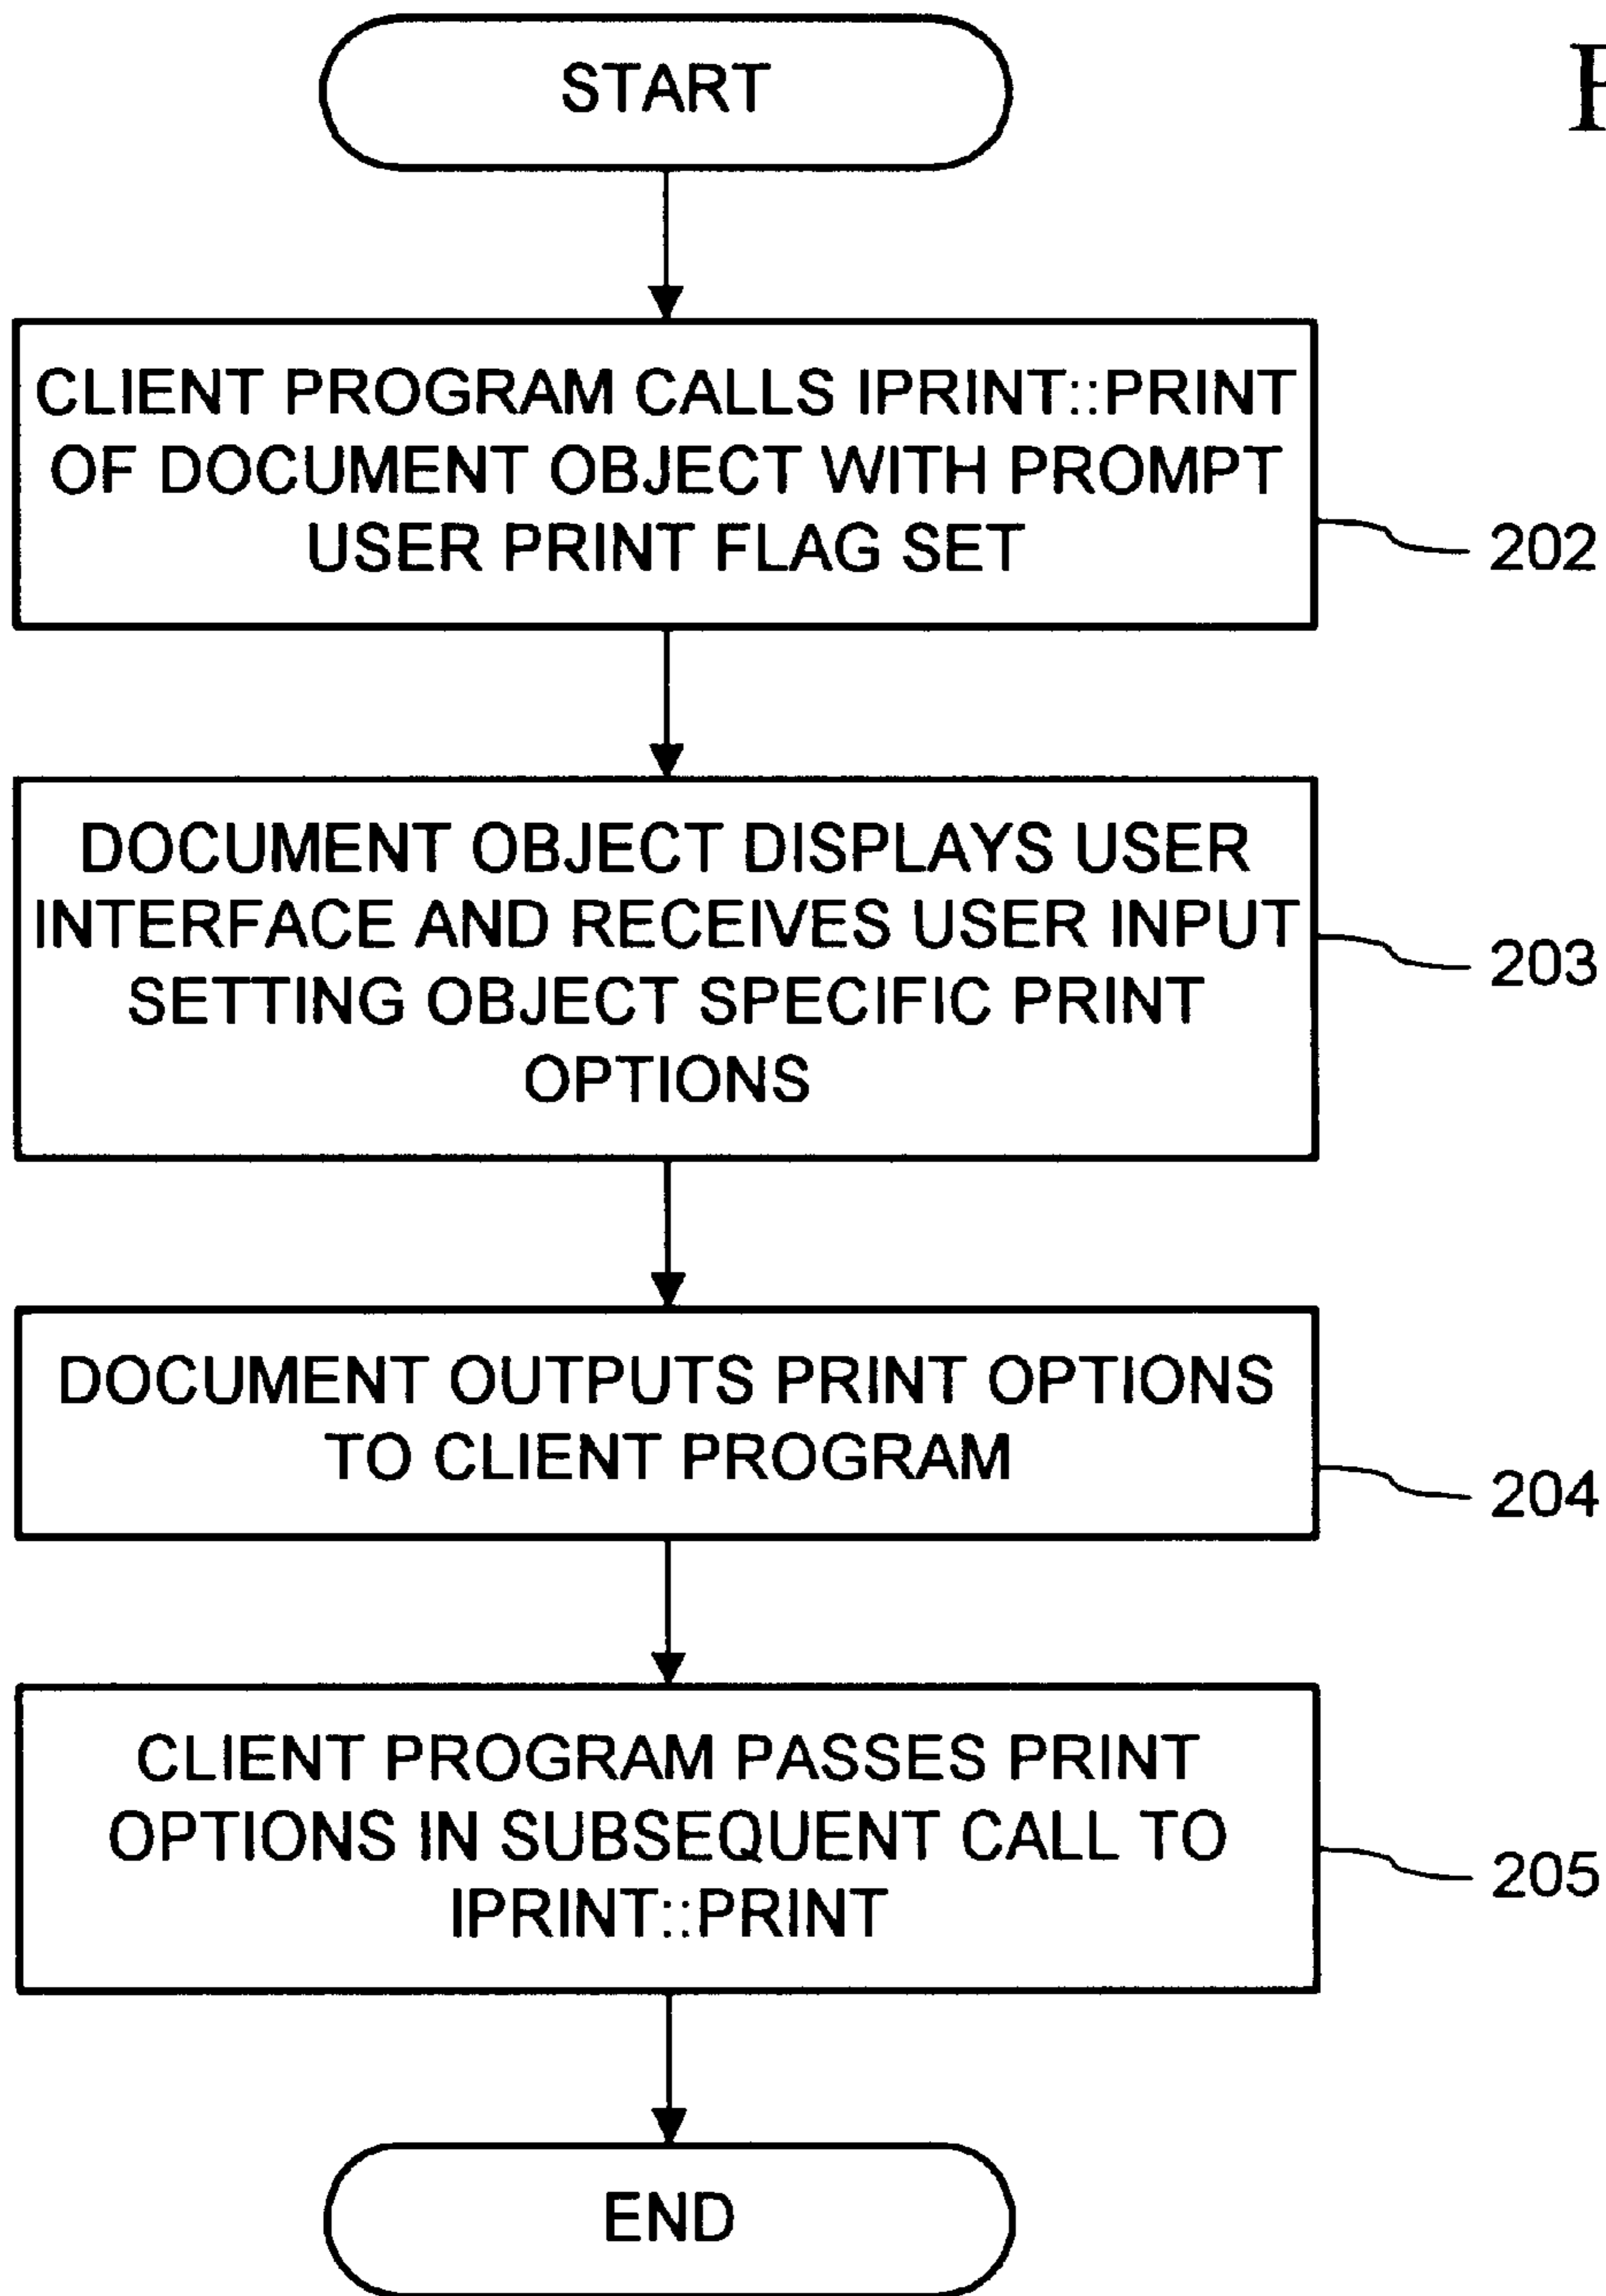 START
CLIENT PROGRAM CALLS IPRINT::PRINT
OF DOCUMENT OBJECT WITH PROMPT
USER PRINT FLAG SET
202
DOCUMENT OBJECT DISPLAYS USER
INTERFACE AND RECEIVES USER INPUT
SETTING OBJECT SPECIFIC PRINT
OPTIONS
203
DOCUMENT OUTPUTS PRINT OPTIONS
TO CLIENT PROGRAM
204
CLIENT PROGRAM PASSES PRINT
OPTIONS IN SUBSEQUENT CALL TO
IPRINT::PRINT
205
END